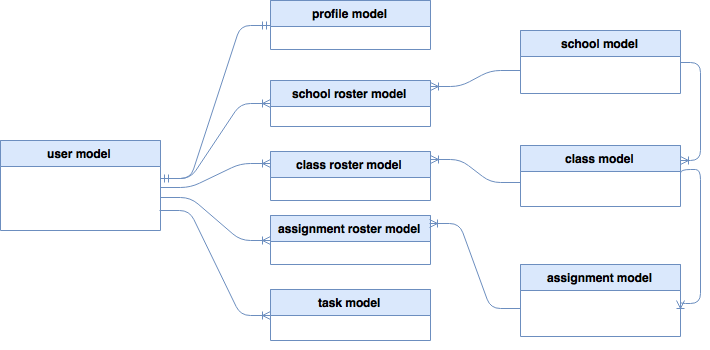 profile model
school model
school roster model
user model
class roster model
class model
assignment roster model
assignment model
task model